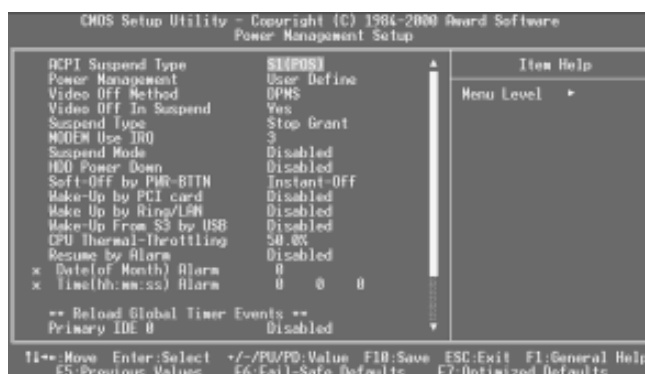 CMOS Setup Utility - Copyright (C) 1984-2000 Award Software
Power Management Setup
ACPI Suspend Type S1(POS)
Item Help
Power Management User Define
Video Off Method DPMS
Menu Level ►
Video Off In Suspend Yes
Suspend Type Stop Grant
MODEM Use IRQ 3
Suspend Mode Disabled
HDD Power Down Disabled
Soft-Off by PWR-BTTN Instant-Off
Wake-Up by PCI card Disabled
Wake Up by Ring/LAN Disabled
Wake-Up From S3 by USB Disabled
CPU Thermal-Throttling 50.0%
Resume by Alarm Disabled
x Date(of Month) Alarm 0
x Time(hh:mm:ss) Alarm 0 0 0
** Reload Global Timer Events **
Primary IDE 0 Disabled
↑↓←→:Move Enter:Select +/-/PU/PD:Value F10:Save ESC:Exit F1:General Help
F5:Previous Values F6:Fail-Safe Defaults F7:Optimized Defaults